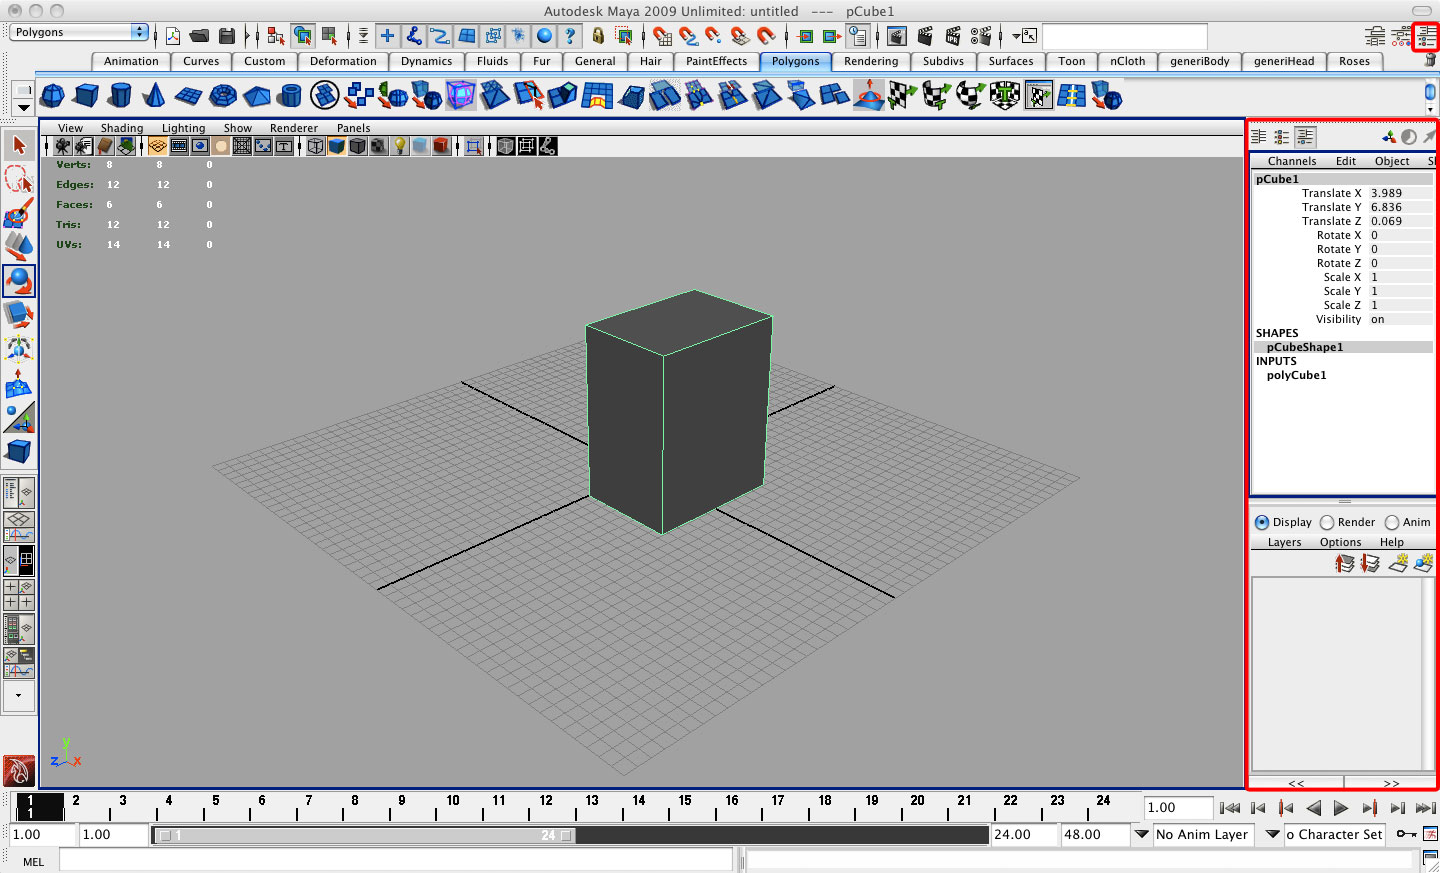 Autodesk Maya 2009 Unlimited: untitled --- pCube1
Polygons
Animation Curves Custom Deformation Dynamics Fluids Fur General Hair PaintEffects Polygons Rendering Subdivs Surfaces Toon nCloth generiBody generiHead Roses
View Shading Lighting Show Renderer Panels
Verts: 8 8 0
Edges: 12 12 0
Faces: 6 6 0
Tris: 12 12 0
UVs: 14 14 0
y
z x
Channels Edit Object
pCube1
Translate X 3.989
Translate Y 6.836
Translate Z 0.069
Rotate X 0
Rotate Y 0
Rotate Z 0
Scale X 1
Scale Y 1
Scale Z 1
Visibility on
SHAPES
pCubeShape1
INPUTS
polyCube1
Display Render Anim
Layers Options Help
<< >>
1 2 3 4 5 6 7 8 9 10 11 12 13 14 15 16 17 18 19 20 21 22 23 24
1 1.00
1.00 1.00 1 24 24.00 48.00 No Anim Layer o Character Set
MEL